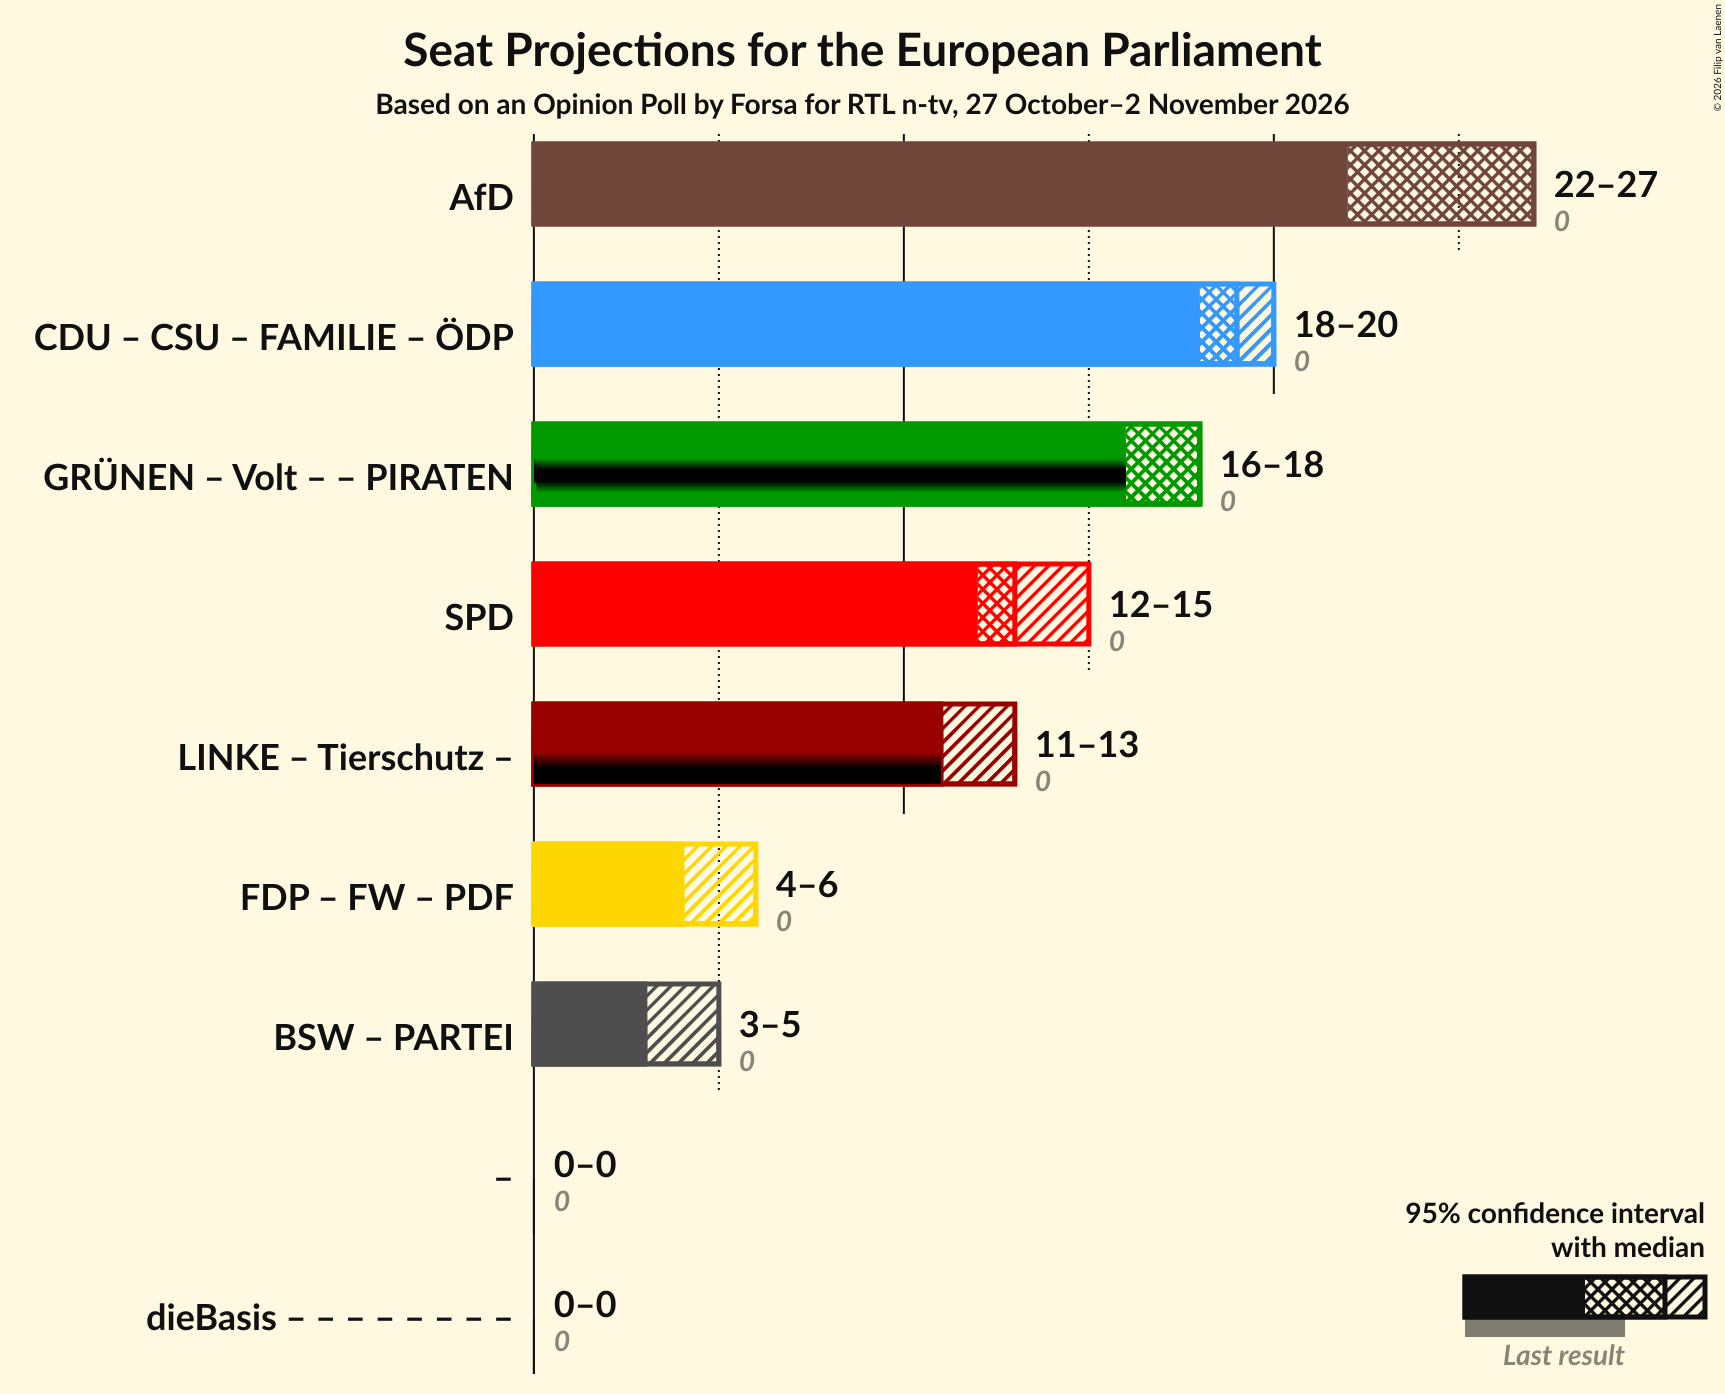 Seat Projections for the European Parliament
Based on an Opinion Poll by Forsa for RTL n-tv, 27 October–2 November 2026
© 2026 Filip van Laenen
AfD
22–27
0
CDU – CSU – FAMILIE – ÖDP
18–20
0
GRÜNEN – Volt – – PIRATEN
16–18
0
SPD
12–15
0
LINKE – Tierschutz –
11–13
0
FDP – FW – PDF
4–6
0
BSW – PARTEI
3–5
0
–
0–0
0
dieBasis – – – – – – – –
0–0
0
95% confidence interval
with median
Last result